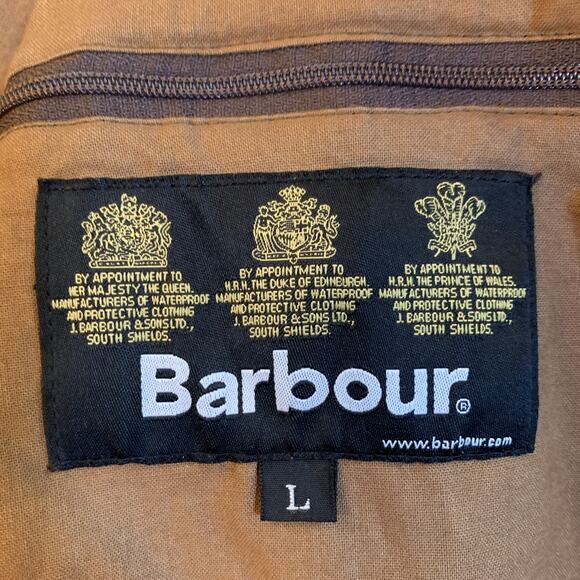 BY APPOINTMENT TO
HER MAJESTY THE QUEEN.
MANUFACTURERS OF WATERPROOF
AND PROTECTIVE CLOTHING
J. BARBOUR & SONS LTD.,
SOUTH SHIELDS.
BY APPOINTMENT TO
H.R.H. THE DUKE OF EDINBURGH.
MANUFACTURERS OF WATERPROOF
AND PROTECTIVE CLOTHING
J. BARBOUR & SONS LTD.,
SOUTH SHIELDS.
BY APPOINTMENT TO
H.R.H. THE PRINCE OF WALES.
MANUFACTURERS OF WATERPROOF
AND PROTECTIVE CLOTHING
J. BARBOUR & SONS LTD.,
SOUTH SHIELDS.
Barbour®
www.barbour.com
L